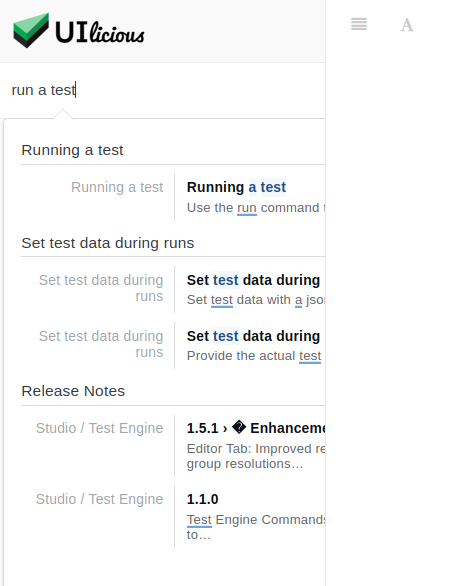 UIlicious
A
run a test
Running a test
Running a test
Running a test
Use the run command
Set test data during runs
Set test data during
runs
Set test data during
Set test data with a
Set test data during
runs
Set test data during
Provide the actual test
Release Notes
Studio / Test Engine
1.5.1 › � Enhanceme
Editor Tab: Improved re
group resolutions…
Studio / Test Engine
1.1.0
Test Engine Commands
to…